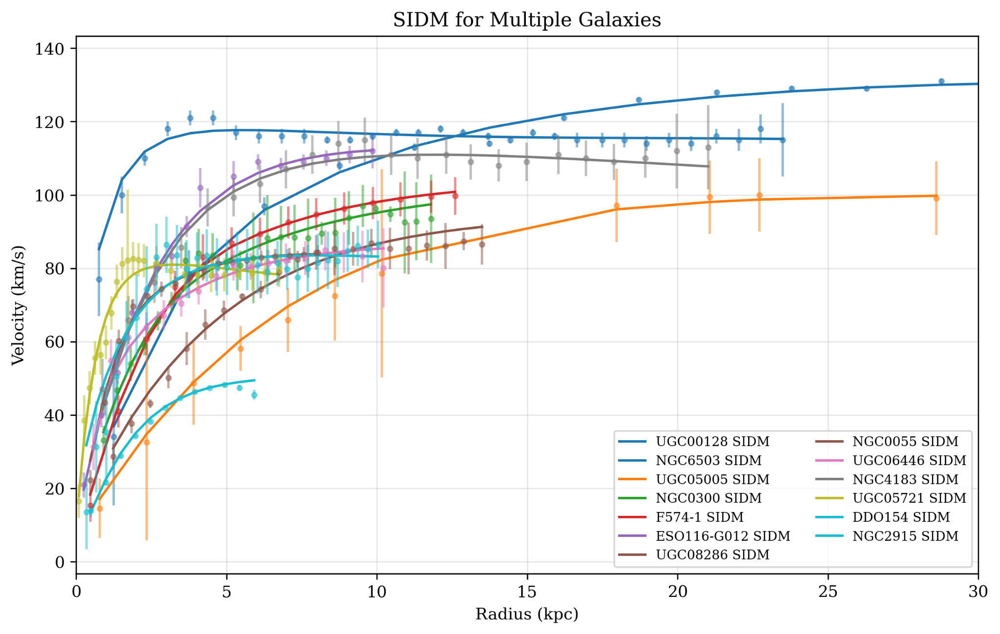 SIDM for Multiple Galaxies
140
120
100
80
60
40
20
0
Velocity (km/s)
0 5 10 15 20 25 30
Radius (kpc)
UGC00128 SIDM
NGC6503 SIDM
UGC05005 SIDM
NGC0300 SIDM
F574-1 SIDM
ESO116-G012 SIDM
UGC08286 SIDM
NGC0055 SIDM
UGC06446 SIDM
NGC4183 SIDM
UGC05721 SIDM
DDO154 SIDM
NGC2915 SIDM